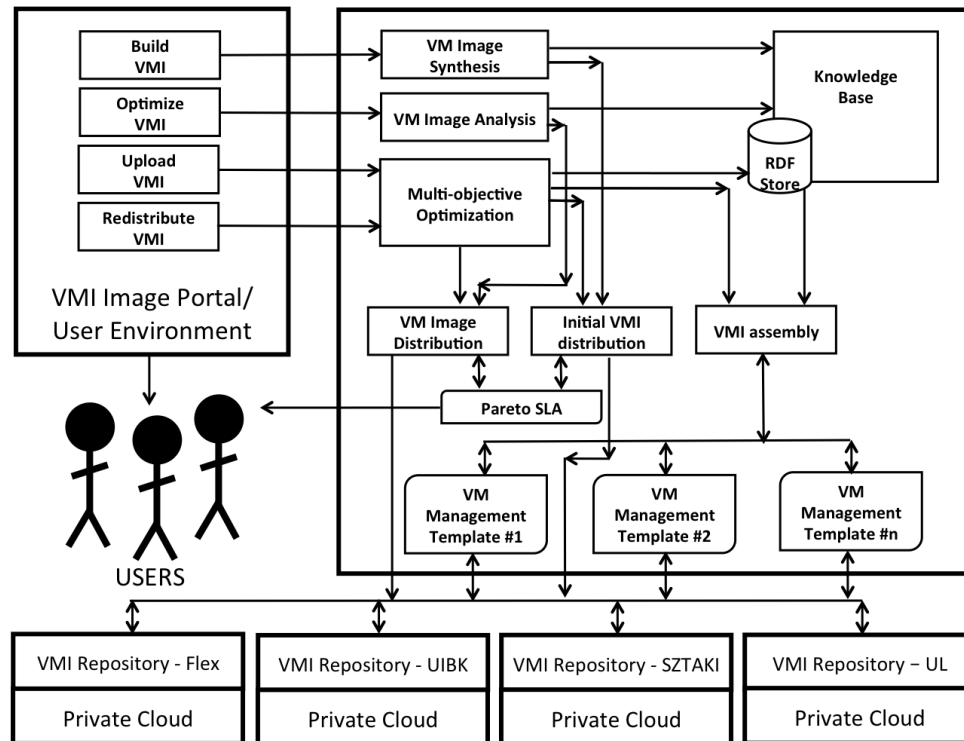 Build
VMI
Optimize
VMI
Upload
VMI
Redistribute
VMI
VMI Image Portal/
User Environment
VM Image
Synthesis
VM Image Analysis
Multi-objective
Optimization
Knowledge
Base
RDF
Store
VM Image
Distribution
Initial VMI
distribution
VMI assembly
Pareto SLA
VM
Management
Template #1
VM
Management
Template #2
VM
Management
Template #n
USERS
VMI Repository - Flex
Private Cloud
VMI Repository - UIBK
Private Cloud
VMI Repository - SZTAKI
Private Cloud
VMI Repository – UL
Private Cloud